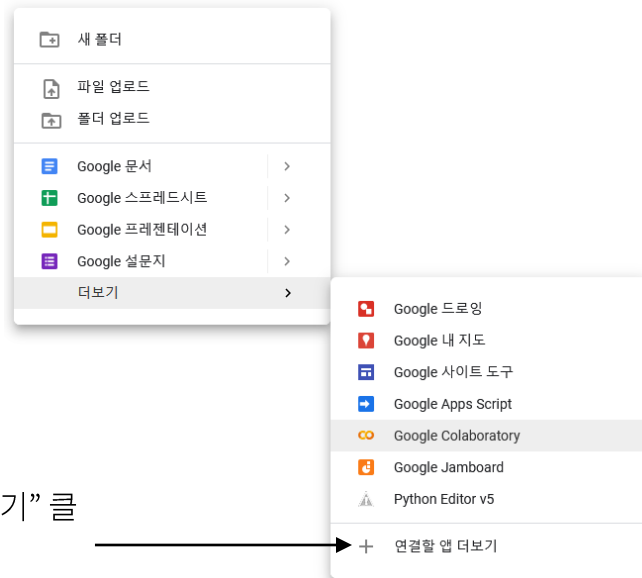 새 폴더
파일 업로드
폴더 업로드
Google 문서
Google 스프레드시트
Google 프레젠테이션
Google 설문지
더보기
Google 드로잉
Google 내 지도
Google 사이트 도구
Google Apps Script
Google Colaboratory
Google Jamboard
Python Editor v5
기” 클
연결할 앱 더보기